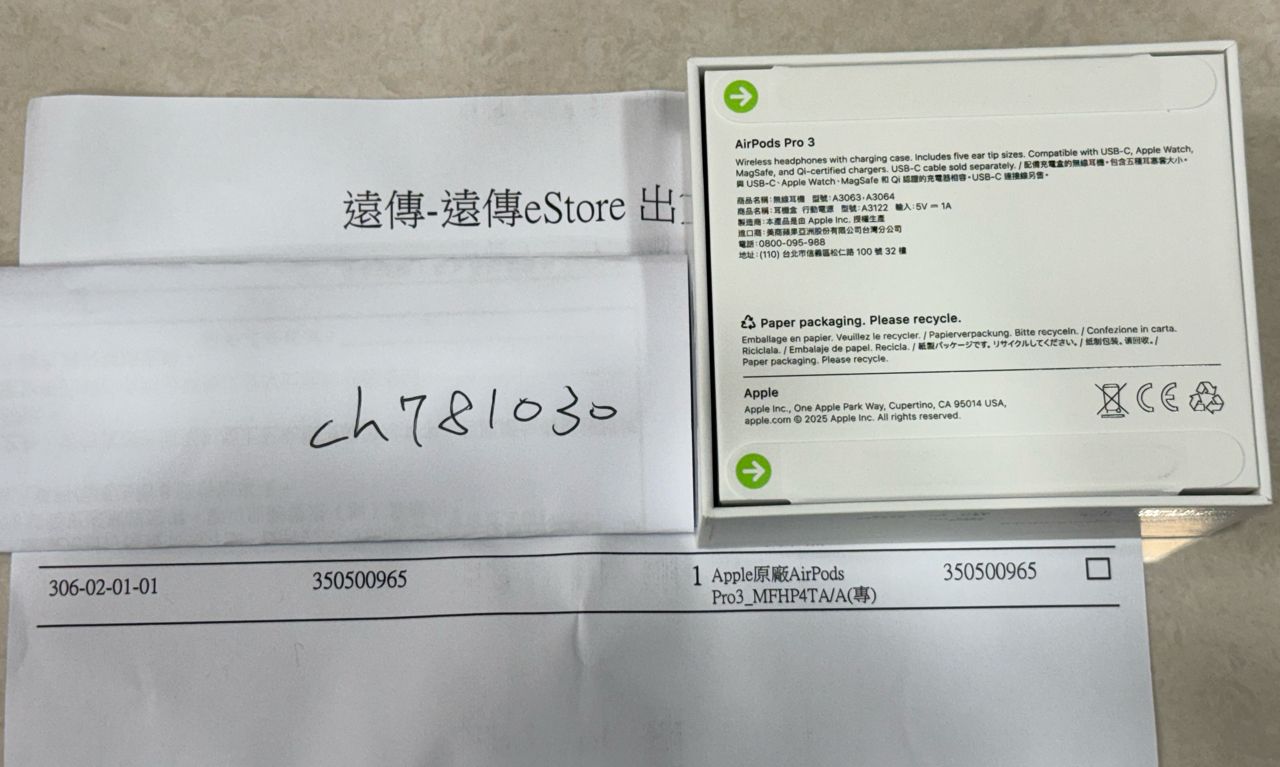 遠傳-遠傳eStore 出
ch781030
306-02-01-01 350500965 1 Apple原廠AirPods 350500965
Pro3_MFHP4TA/A(專)
AirPods Pro 3
Wireless headphones with charging case. Includes five ear tip sizes. Compatible with USB-C, Apple Watch,
MagSafe, and Qi-certified chargers. USB-C cable sold separately. / 配備充電盒的無線耳機。包含五種耳塞套大小。
與 USB-C、Apple Watch、MagSafe 和 Qi 認證的充電器相容。USB-C 連接線另售。
商品名稱：無線耳機 型號：A3063、A3064
商品名稱：耳機盒 行動電源 型號：A3122 輸入：5V ⎓ 1A
製造商：本產品是由 Apple Inc. 授權生產
進口商：美商蘋果亞洲股份有限公司台灣分公司
電話：0800-095-988
地址：(110) 台北市信義區松仁路 100 號 32 樓
Paper packaging. Please recycle.
Emballage en papier. Veuillez le recycler. / Papierverpackung. Bitte recyceln. / Confezione in carta.
Riciclala. / Embalaje de papel. Recicla. / 紙製パッケージです。リサイクルしてください。/ 纸制包装。请回收。/
Paper packaging. Please recycle.
Apple
Apple Inc., One Apple Park Way, Cupertino, CA 95014 USA,
apple.com © 2025 Apple Inc. All rights reserved.
CE